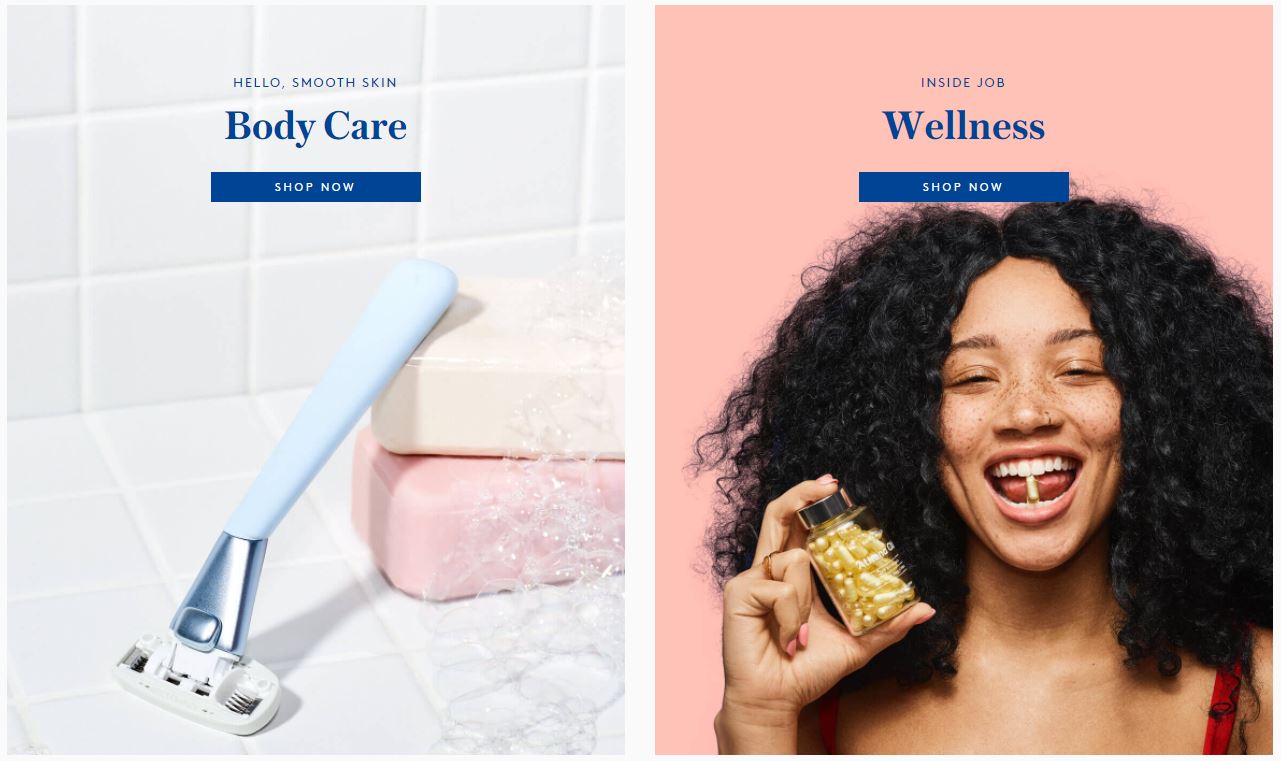 HELLO, SMOOTH SKIN
Body Care
SHOP NOW
INSIDE JOB
Wellness
SHOP NOW